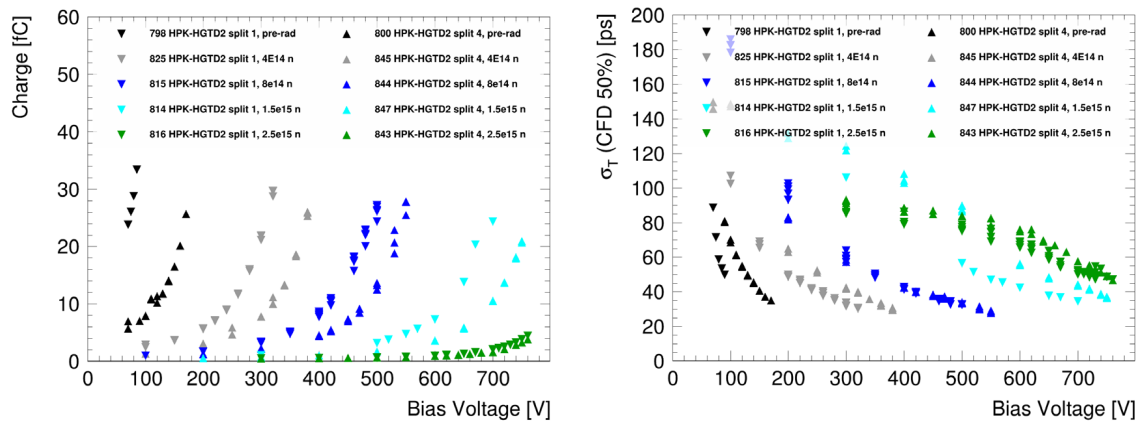 Charge [fC]
60
50
40
30
20
10
0
0 100 200 300 400 500 600 700
Bias Voltage [V]
798 HPK-HGTD2 split 1, pre-rad
825 HPK-HGTD2 split 1, 4E14 n
815 HPK-HGTD2 split 1, 8e14 n
814 HPK-HGTD2 split 1, 1.5e15 n
816 HPK-HGTD2 split 1, 2.5e15 n
800 HPK-HGTD2 split 4, pre-rad
845 HPK-HGTD2 split 4, 4E14 n
844 HPK-HGTD2 split 4, 8e14 n
847 HPK-HGTD2 split 4, 1.5e15 n
843 HPK-HGTD2 split 4, 2.5e15 n
σT (CFD 50%) [ps]
200
180
160
140
120
100
80
60
40
20
0
0 100 200 300 400 500 600 700
Bias Voltage [V]
798 HPK-HGTD2 split 1, pre-rad
825 HPK-HGTD2 split 1, 4E14 n
815 HPK-HGTD2 split 1, 8e14 n
814 HPK-HGTD2 split 1, 1.5e15 n
816 HPK-HGTD2 split 1, 2.5e15 n
800 HPK-HGTD2 split 4, pre-rad
845 HPK-HGTD2 split 4, 4E14 n
844 HPK-HGTD2 split 4, 8e14 n
847 HPK-HGTD2 split 4, 1.5e15 n
843 HPK-HGTD2 split 4, 2.5e15 n